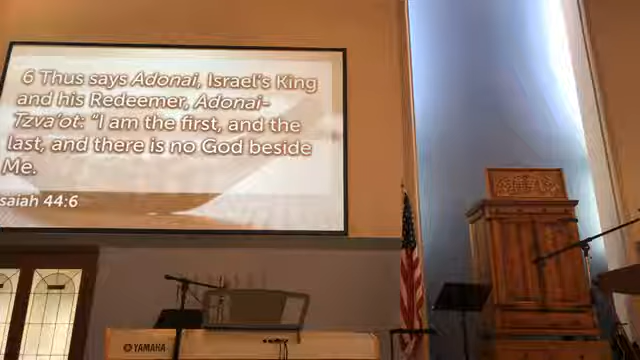 6 Thus says Adonai, Israel's King
and his Redeemer, Adonai-
Tzva'ot: "I am the first, and the
last, and there is no God beside
Me.
saiah 44:6
YAMAHA